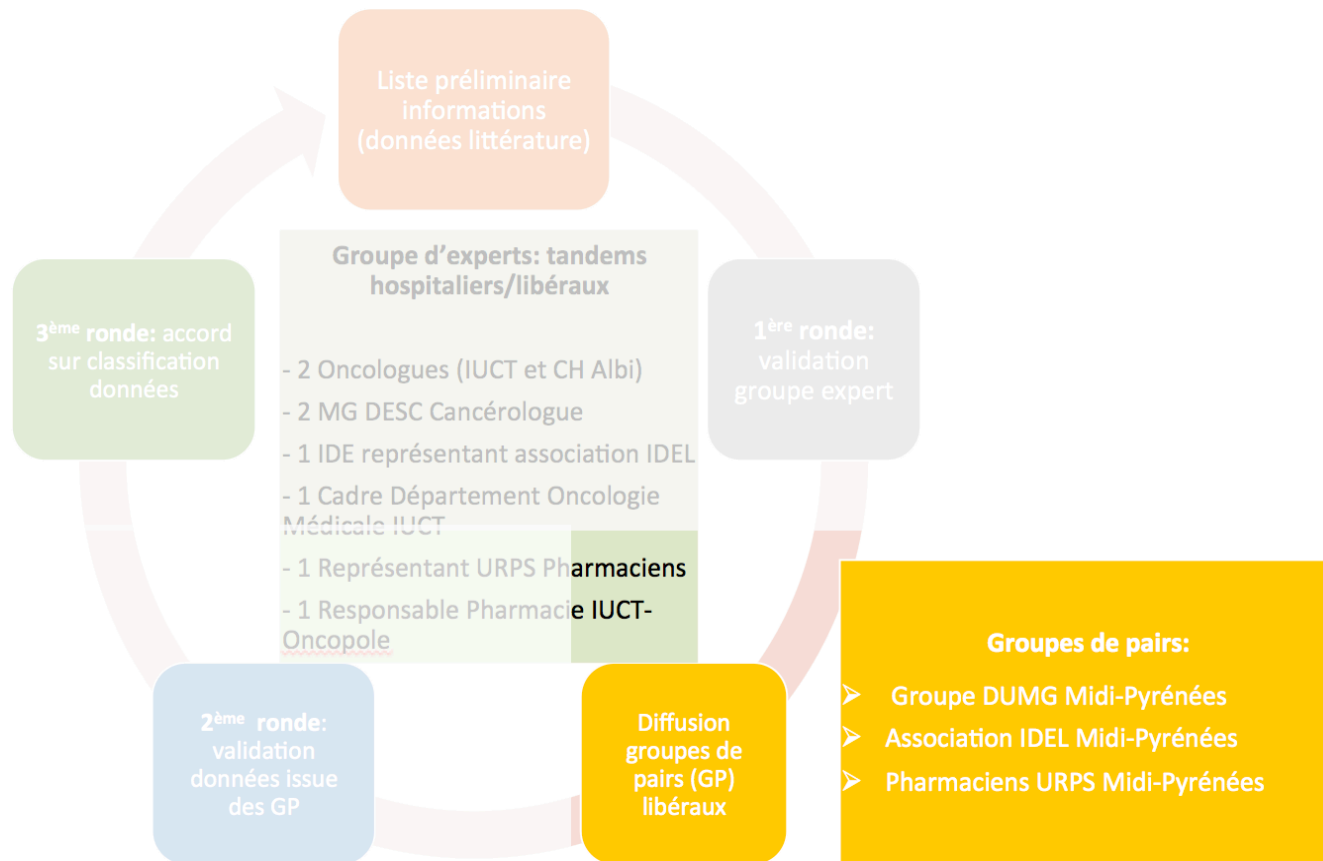 Liste préliminaire
informations
(données littérature)
Groupe d'experts: tandems
hospitaliers/libéraux
- 2 Oncologues (IUCT et CH Albi)
- 2 MG DESC Cancérologue
- 1 IDE représentant association IDEL
- 1 Cadre Département Oncologie
Médicale IUCT
- 1 Représentant URPS Pharmaciens
- 1 Responsable Pharmacie IUCT-
Oncopole
1ère ronde:
validation
groupe expert
Groupes de pairs:
➢ Groupe DUMG Midi-Pyrénées
➢ Association IDEL Midi-Pyrénées
➢ Pharmaciens URPS Midi-Pyrénées
Diffusion
groupes de
pairs (GP)
libéraux
2ème ronde:
validation
données issue
des GP
3ème ronde: accord
sur classification
données